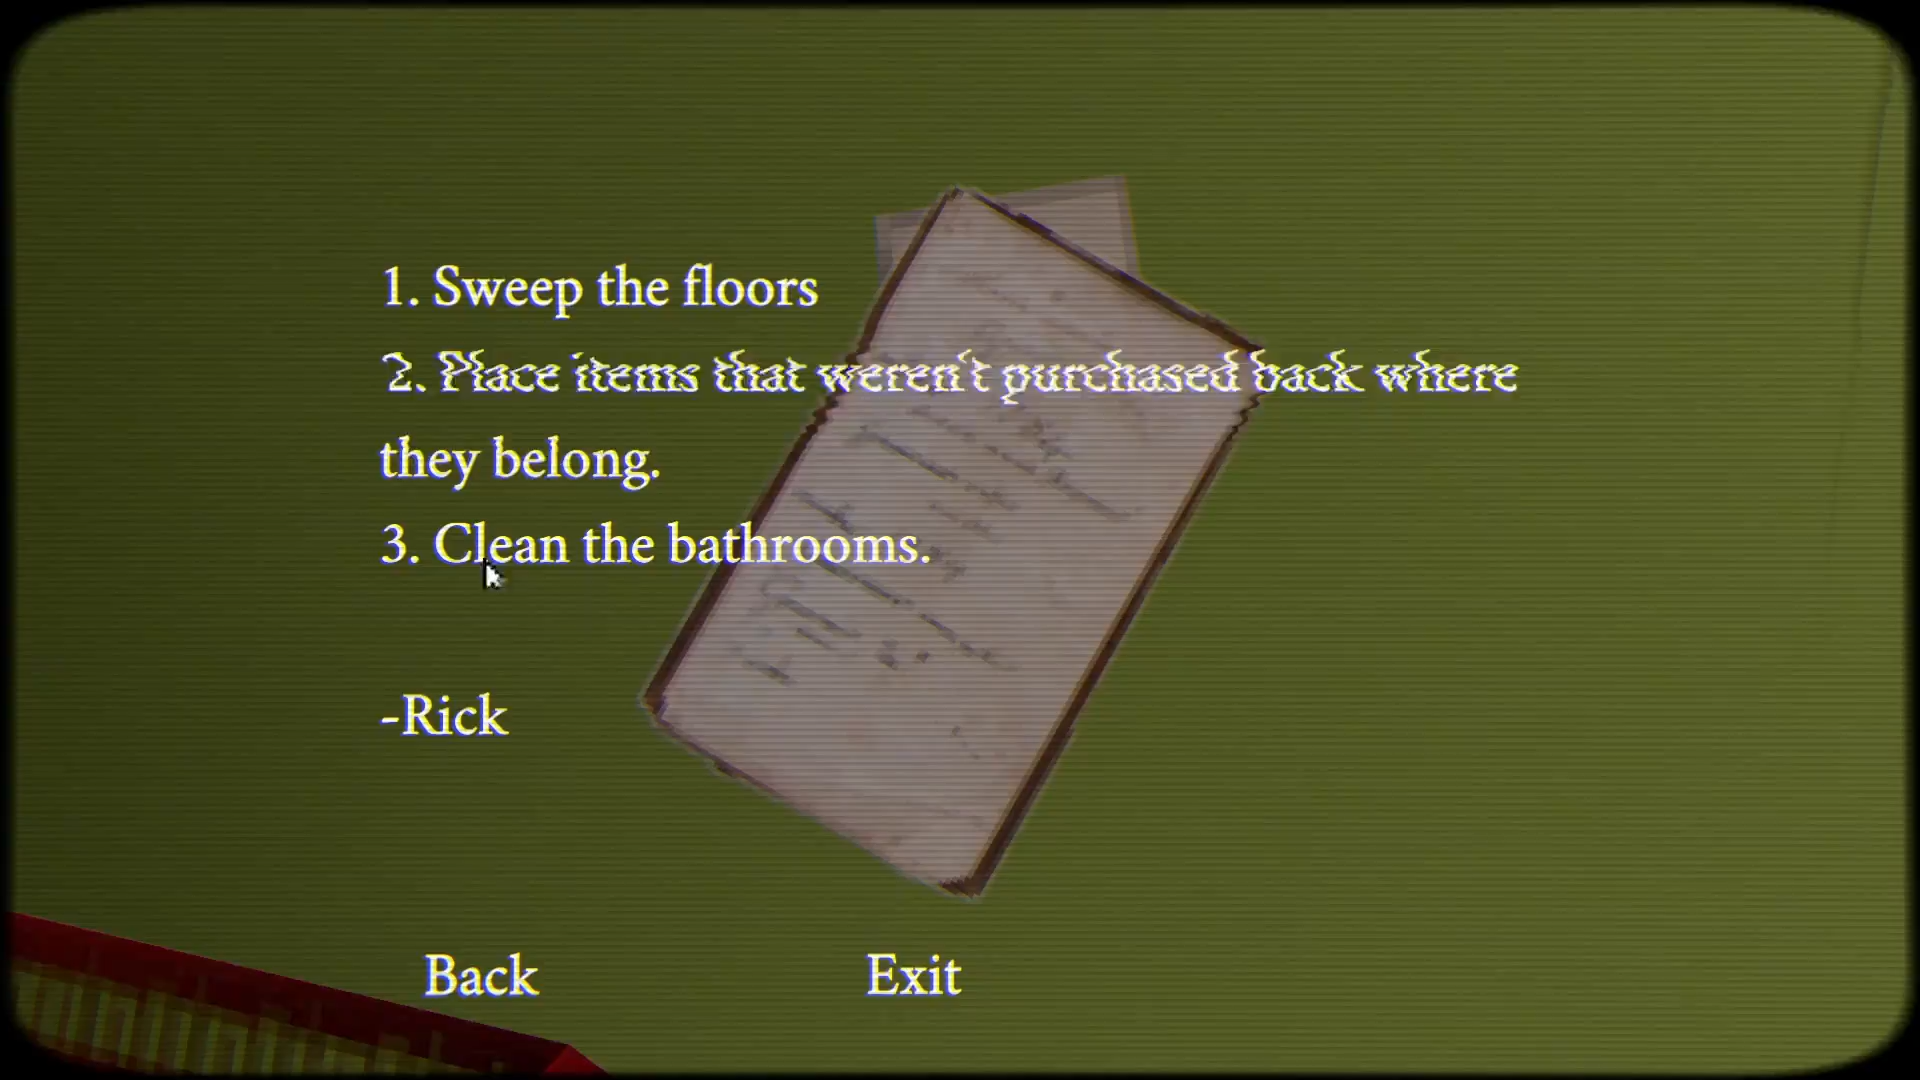 1. Sweep the floors
2. Place items that weren't purchased back where
they belong.
3. Clean the bathrooms.
-Rick
Back
Exit